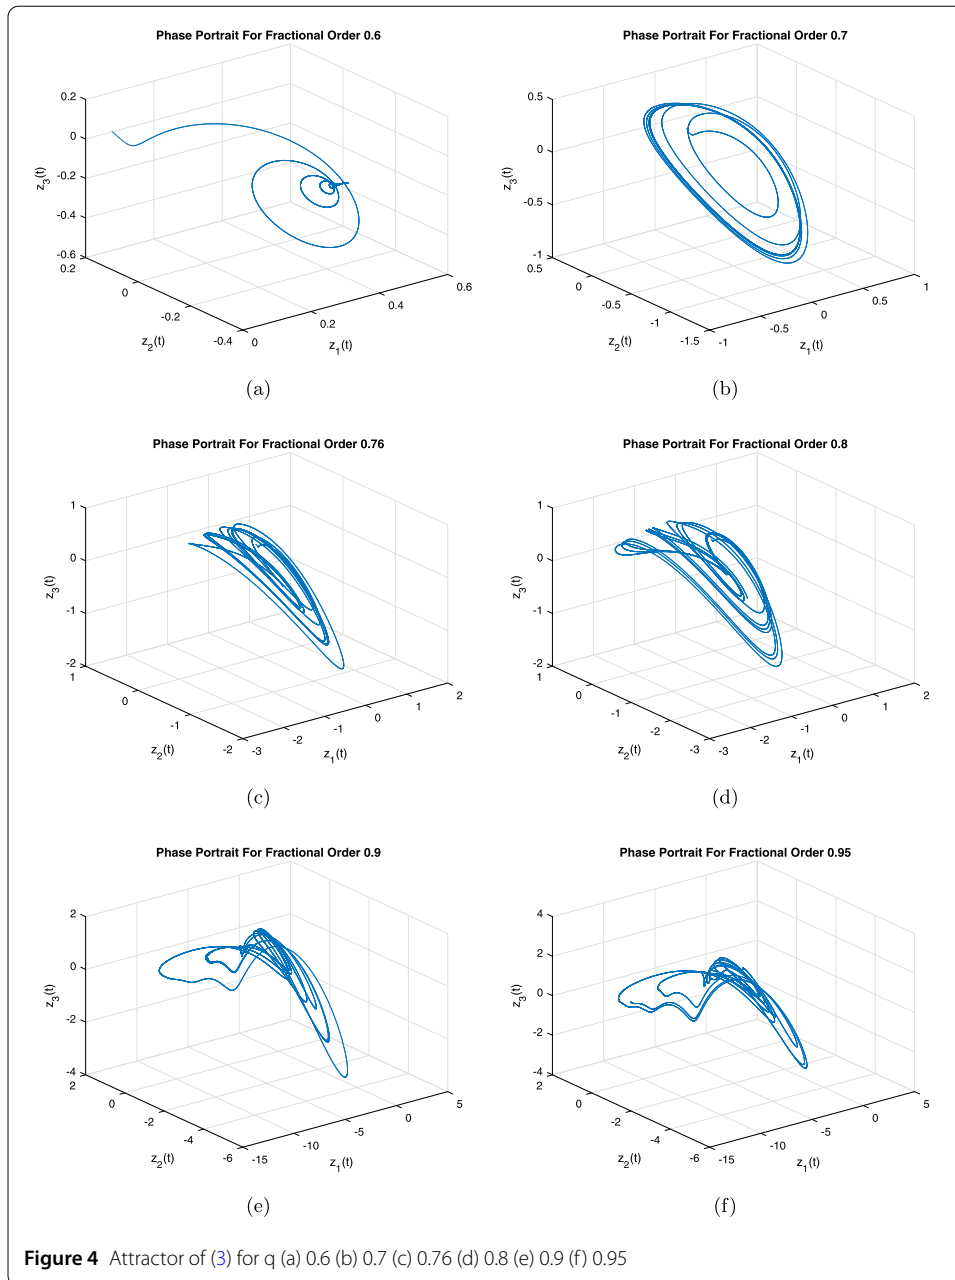 Phase Portrait For Fractional Order 0.6
0.2
0
-0.2
-0.4
-0.6
z3(t)
0.2
0
-0.2
-0.4
z2(t)
0
0.2
0.4
0.6
z1(t)
(a)
Phase Portrait For Fractional Order 0.7
0.5
0
-0.5
-1
z3(t)
0.5
0
-0.5
-1
-1.5
z2(t)
-1
-0.5
0
0.5
1
z1(t)
(b)
Phase Portrait For Fractional Order 0.76
1
0
-1
-2
z3(t)
1
0
-1
-2
z2(t)
-3
-2
-1
0
1
2
z1(t)
(c)
Phase Portrait For Fractional Order 0.8
1
0
-1
-2
z3(t)
1
0
-1
-2
-3
z2(t)
-3
-2
-1
0
1
2
z1(t)
(d)
Phase Portrait For Fractional Order 0.9
2
0
-2
-4
z3(t)
2
0
-2
-4
-6
z2(t)
-15
-10
-5
0
5
z1(t)
(e)
Phase Portrait For Fractional Order 0.95
4
2
0
-2
-4
z3(t)
2
0
-2
-4
-6
z2(t)
-15
-10
-5
0
5
z1(t)
(f)
Figure 4 Attractor of (3) for q (a) 0.6 (b) 0.7 (c) 0.76 (d) 0.8 (e) 0.9 (f) 0.95